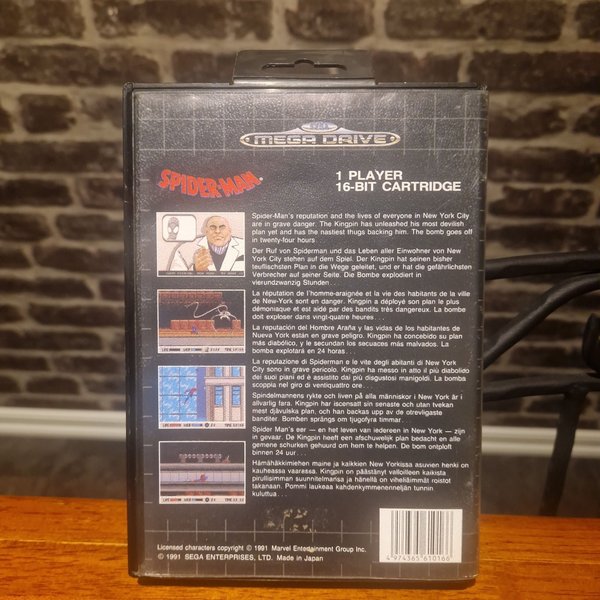 SEGA
MEGA DRIVE
SPIDER-MAN
1 PLAYER
16-BIT CARTRIDGE
Spider-Man's reputation and the lives of everyone in New York City
are in grave danger. The Kingpin has unleashed his most devilish
plan yet and has the nastiest thugs backing him. The bomb goes off
in twenty-four hours
Der Ruf von Spiderman und das Leben aller Einwohner von New
York City stehen auf dem Spiel. Der Kingpin hat seinen bisher
teuflischsten Plan in die Wege geleitet, und er hat die gefährlichsten
Verbrecher auf seiner Seite. Die Bombe explodiert in
vierundzwanzig Stunden . . .
La réputation de l'homme-araignée et la vie des habitants de la ville
de New-York sont en danger. Kingpin a déployé son plan le plus
démoniaque et est aidé par des bandits très dangereux. La bombe
doit exploser dans vingt-quatre heures . . .
La reputación del Hombre Araña y las vidas de los habitantes de
Nueva York están en grave peligro. Kingpin ha concebido su plan
más diabólico, y le secundan los secuaces más malvados. La
bomba explotará en 24 horas . . .
La reputazione di Spiderman e le vite degli abitanti di New York
City sono in grave pericolo. Kingpin ha messo in atto il più diabolico
dei suoi piani ed è assistito dai più disgustosi manigoldi. La bomba
scoppia nel giro di ventiquattro ore . . .
Spindelmannens rykte och liven på alla människor i New York är i
allvarlig fara. Kingpin har iscensatt sin senaste och utan tvekan
mest djävulska plan, och han backas upp av de otrevligaste
banditer. Bomben sprängs om tjugofyra timmar.
Spider Man's eer — en het leven van iedereen in New York — zijn
in gevaar. De Kingpin heeft een afschuwelijk plan bedacht en alle
gemene schurken gehuurd om hem te helpen. De bom ontploft
binnen 24 uur . . .
Hämähäkkimiehen maine ja kaikkien New Yorkissa asuvien henki on
kauheassa vaarassa. Kingpin on päästänyt valloilleen kaikista
pirullisimman suunnitelmansa ja hänellä on viheliäisimmät roistot
takanaan. Pommi laukeaa kahdenkymmenenneljän tunnin
kuluttua . . .
Licensed characters copyright © 1991 Marvel Entertainment Group Inc.
© 1991 SEGA ENTERPRISES, LTD. Made in Japan
4 974365 610166